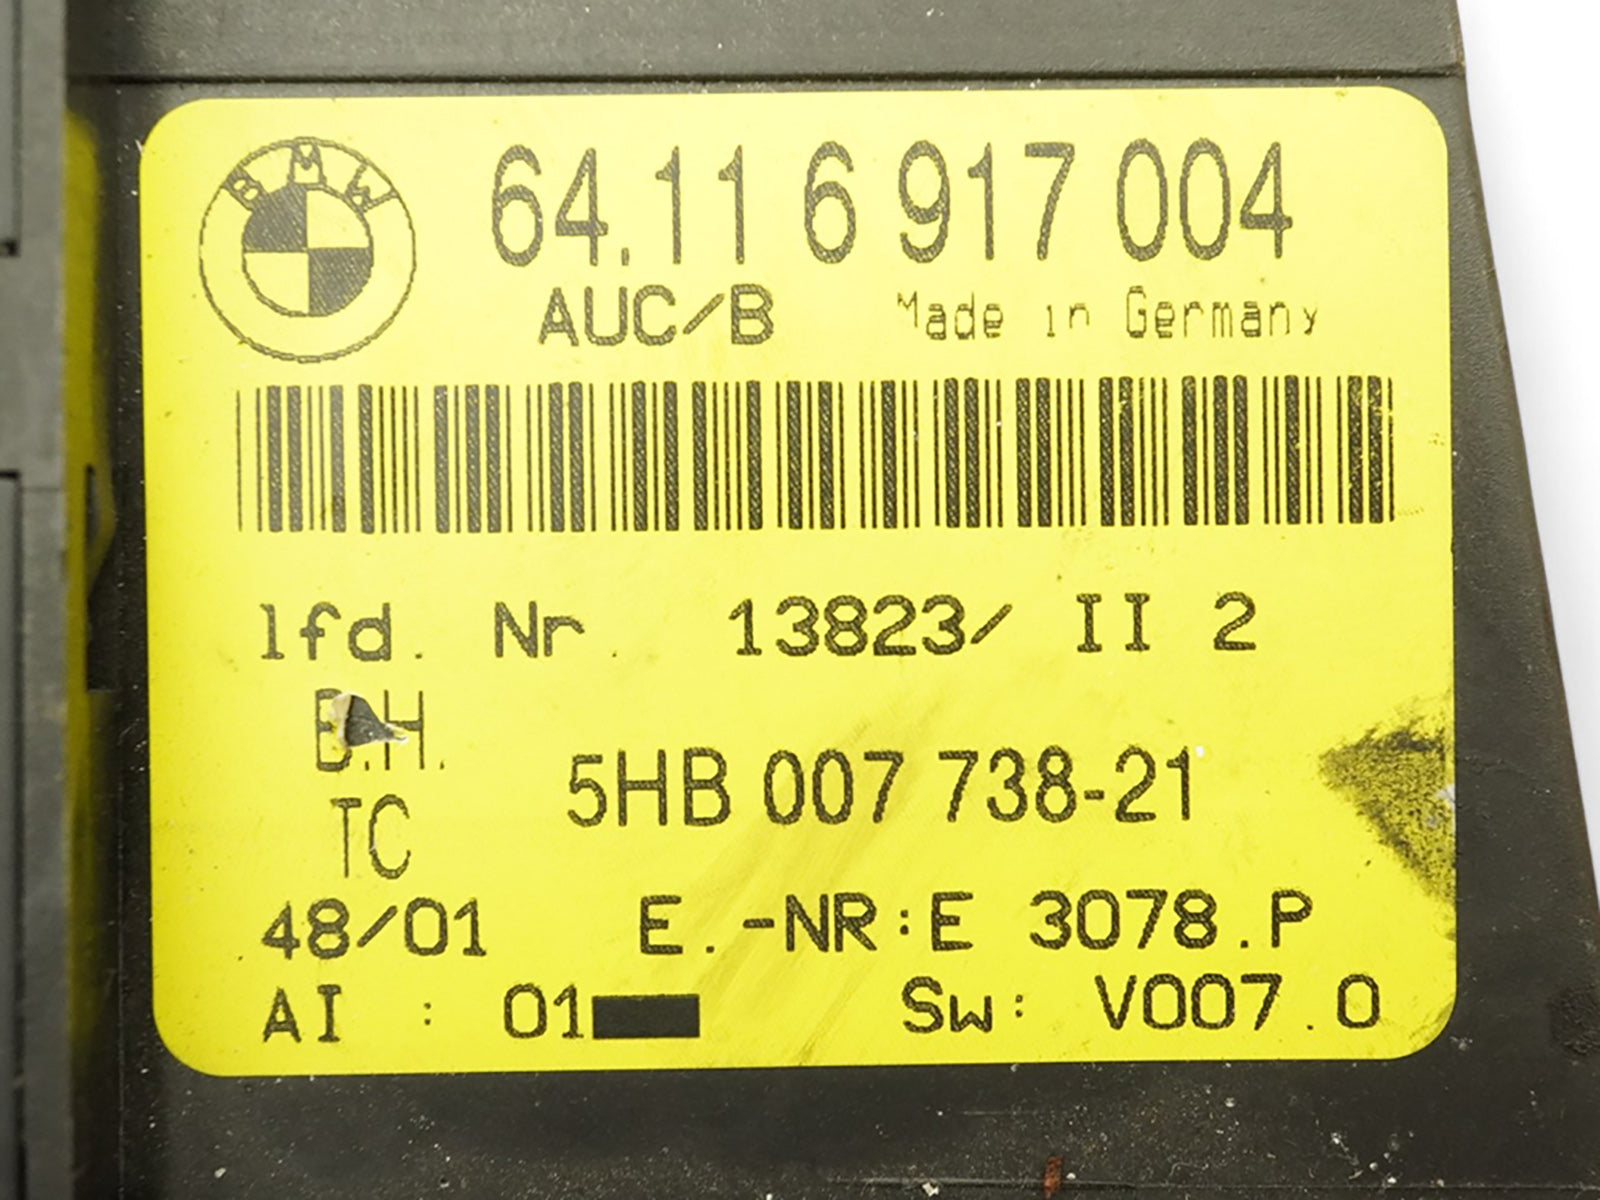 BMW
64.11 6 917 004
AUC/B Made in Germany
lfd. Nr. 13823/ II 2
B.H.
5HB 007 738-21
TC
48/01 E.-NR:E 3078.P
AI : 01 Sw: V007.0